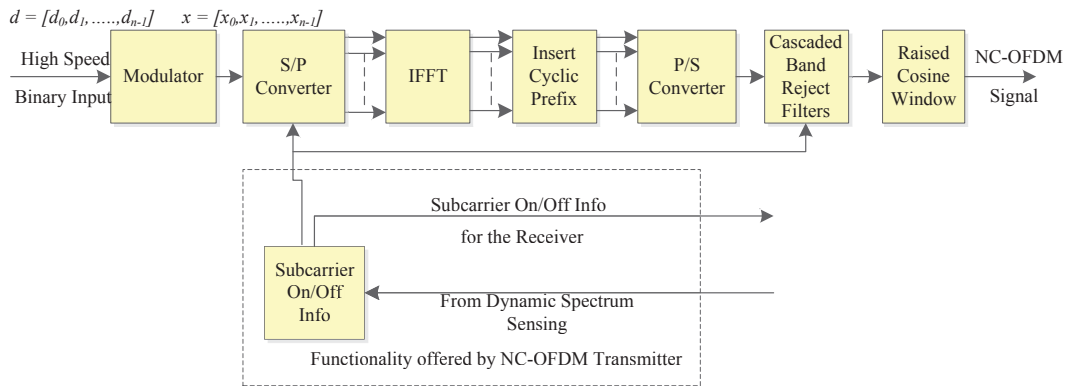 d = [d0,d1,.....,dn-1] x = [x0,x1,.....,xn-1]
High Speed
Binary Input
Modulator
S/P
Converter
IFFT
Insert
Cyclic
Prefix
P/S
Converter
Cascaded
Band
Reject
Filters
Raised
Cosine
Window
NC-OFDM
Signal
Subcarrier On/Off Info
for the Receiver
Subcarrier
On/Off
Info
From Dynamic Spectrum
Sensing
Functionality offered by NC-OFDM Transmitter